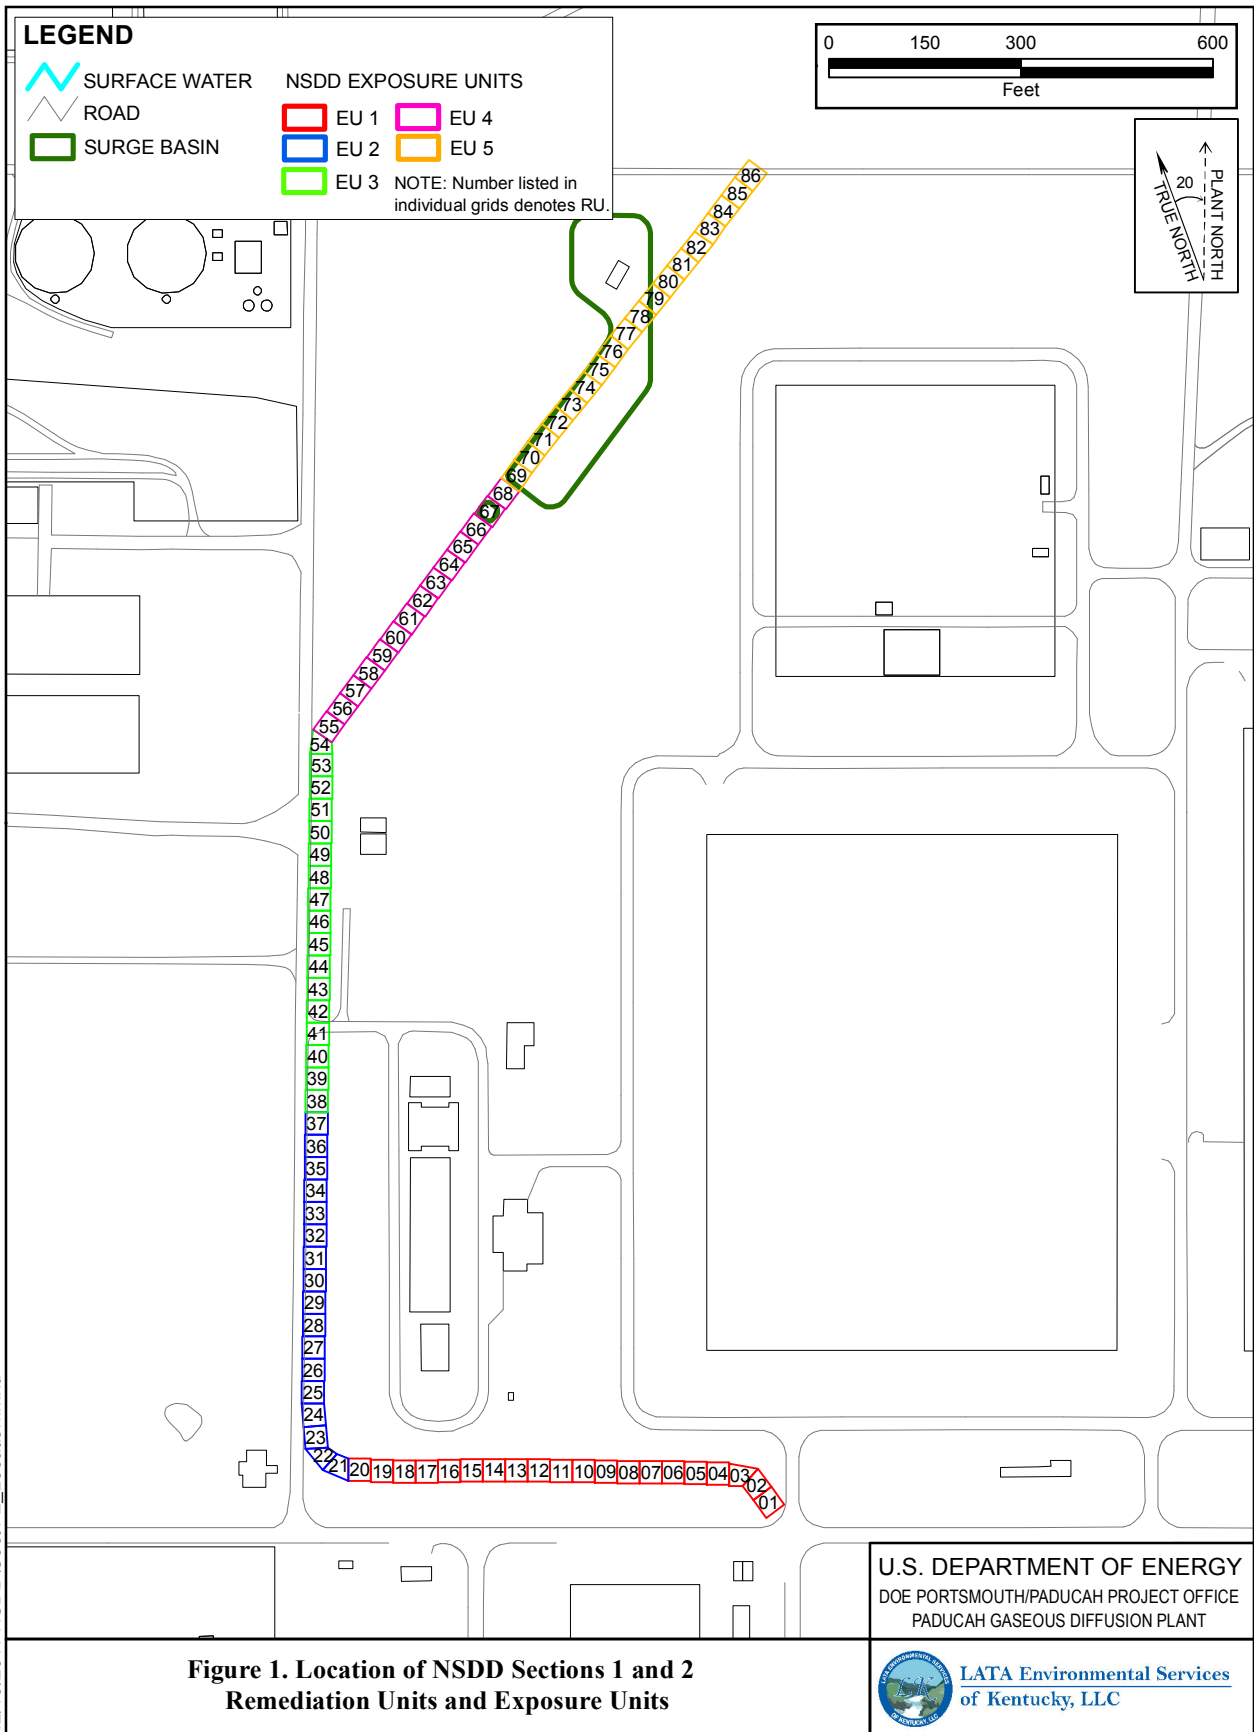 LEGEND
SURFACE WATER
ROAD
SURGE BASIN
NSDD EXPOSURE UNITS
EU 1
EU 4
EU 2
EU 5
EU 3
NOTE: Number listed in
individual grids denotes RU.
0 150 300 600
Feet
20
TRUE NORTH
PLANT NORTH
86
85
84
83
82
81
80
79
78
77
76
75
74
73
72
71
70
69
68
67
66
65
64
63
62
61
60
59
58
57
56
55
54
53
52
51
50
49
48
47
46
45
44
43
42
41
40
39
38
37
36
35
34
33
32
31
30
29
28
27
26
25
24
23
22
21
20 19 18 17 16 15 14 13 12 11 10 09 08 07 06 05 04 03
02
01
U.S. DEPARTMENT OF ENERGY
DOE PORTSMOUTH/PADUCAH PROJECT OFFICE
PADUCAH GASEOUS DIFFUSION PLANT
Figure 1. Location of NSDD Sections 1 and 2
Remediation Units and Exposure Units
LATA ENVIRONMENTAL SERVICES
LK
OF KENTUCKY, LLC
LATA Environmental Services
of Kentucky, LLC